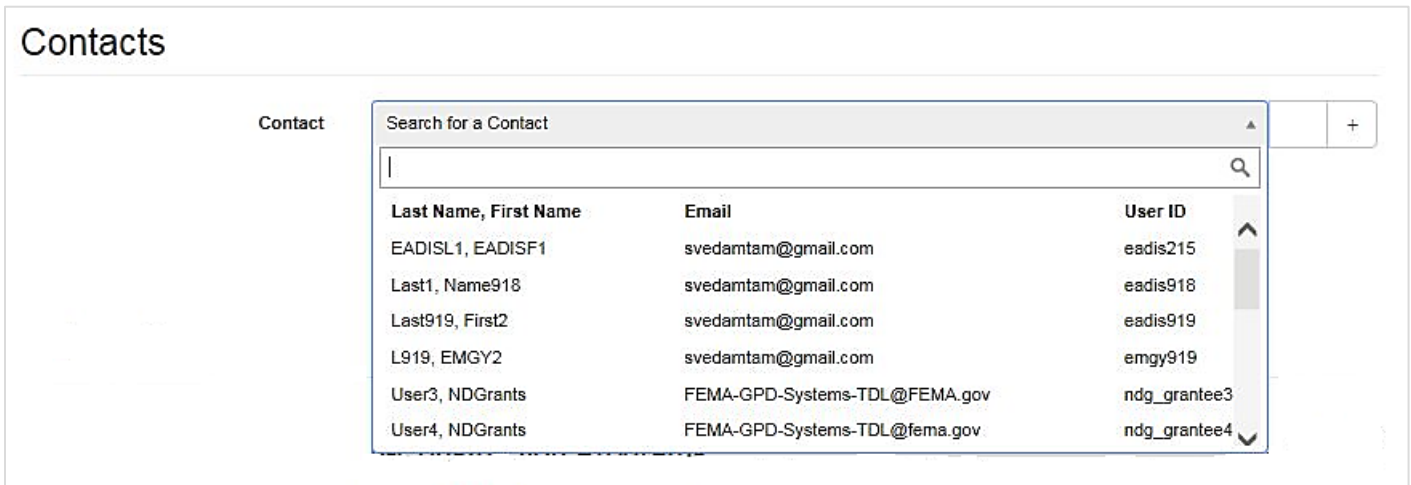 Contacts
Contact Search for a Contact +
Last Name, First Name Email User ID
EADISL1, EADISF1 svedamtam@gmail.com eadis215
Last1, Name918 svedamtam@gmail.com eadis918
Last919, First2 svedamtam@gmail.com eadis919
L919, EMGY2 svedamtam@gmail.com emgy919
User3, NDGrants FEMA-GPD-Systems-TDL@FEMA.gov ndg_grantee3
User4, NDGrants FEMA-GPD-Systems-TDL@fema.gov ndg_grantee4